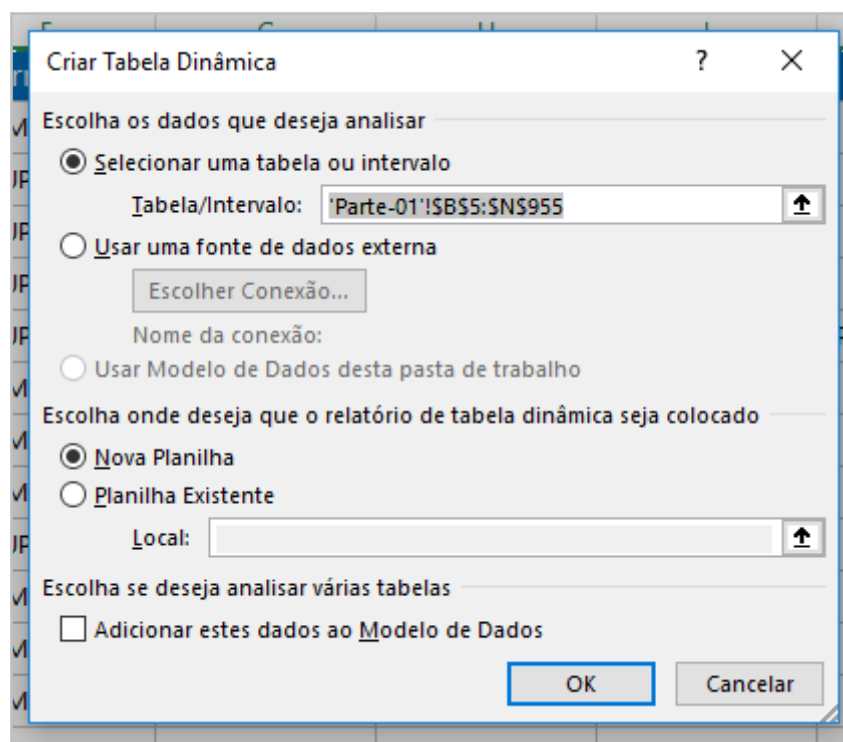 Criar Tabela Dinâmica ?
Escolha os dados que deseja analisar
Selecionar uma tabela ou intervalo
Tabela/Intervalo: 'Parte-01'!$B$5:$N$955
Usar uma fonte de dados externa
Escolher Conexão...
Nome da conexão:
Usar Modelo de Dados desta pasta de trabalho
Escolha onde deseja que o relatório de tabela dinâmica seja colocado
Nova Planilha
Planilha Existente
Local:
Escolha se deseja analisar várias tabelas
Adicionar estes dados ao Modelo de Dados
OK Cancelar